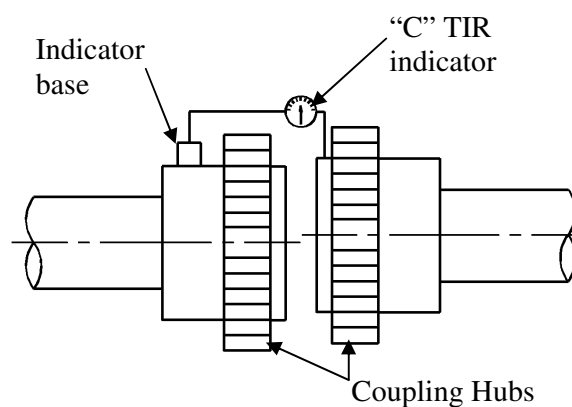 “C” TIR
indicator
Indicator
base
Coupling Hubs